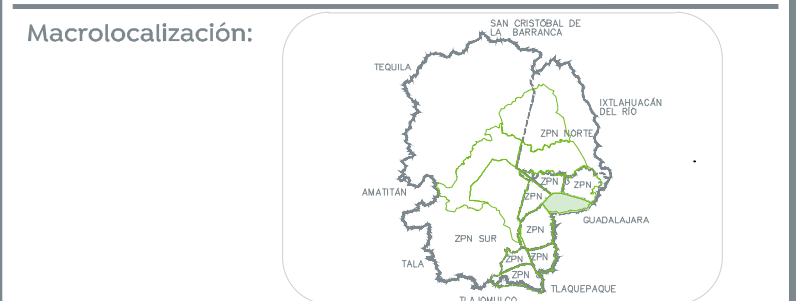 Macrolocalización:
SAN CRISTÓBAL DE
LA BARRANCA
TEQUILA
IXTLAHUACÁN
DEL RÍO
ZPN NORTE
ZPN
ZPN
AMATITÁN
ZPN
GUADALAJARA
ZPN
ZPN SUR
ZPN
ZPN
TALA
ZPN
TLAQUEPAQUE
TLAJOMULCO